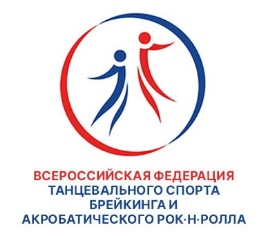 ВСЕРОССИЙСКАЯ ФЕДЕРАЦИЯ
ТАНЦЕВАЛЬНОГО СПОРТА
БРЕЙКИНГА И
АКРОБАТИЧЕСКОГО РОК-Н-РОЛЛА